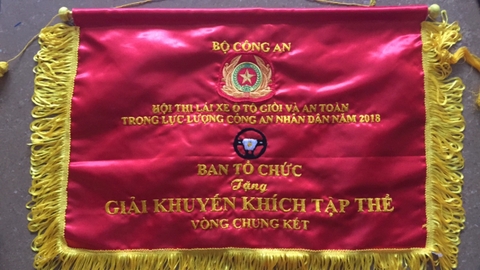 BỘ CÔNG AN
HỘI THI LÁI XE Ô TÔ GIỎI VÀ AN TOÀN
TRONG LỰC LƯỢNG CÔNG AN NHÂN DÂN NĂM 2018
BAN TỔ CHỨC
Tặng
GIẢI KHUYẾN KHÍCH TẬP THỂ
VÒNG CHUNG KẾT